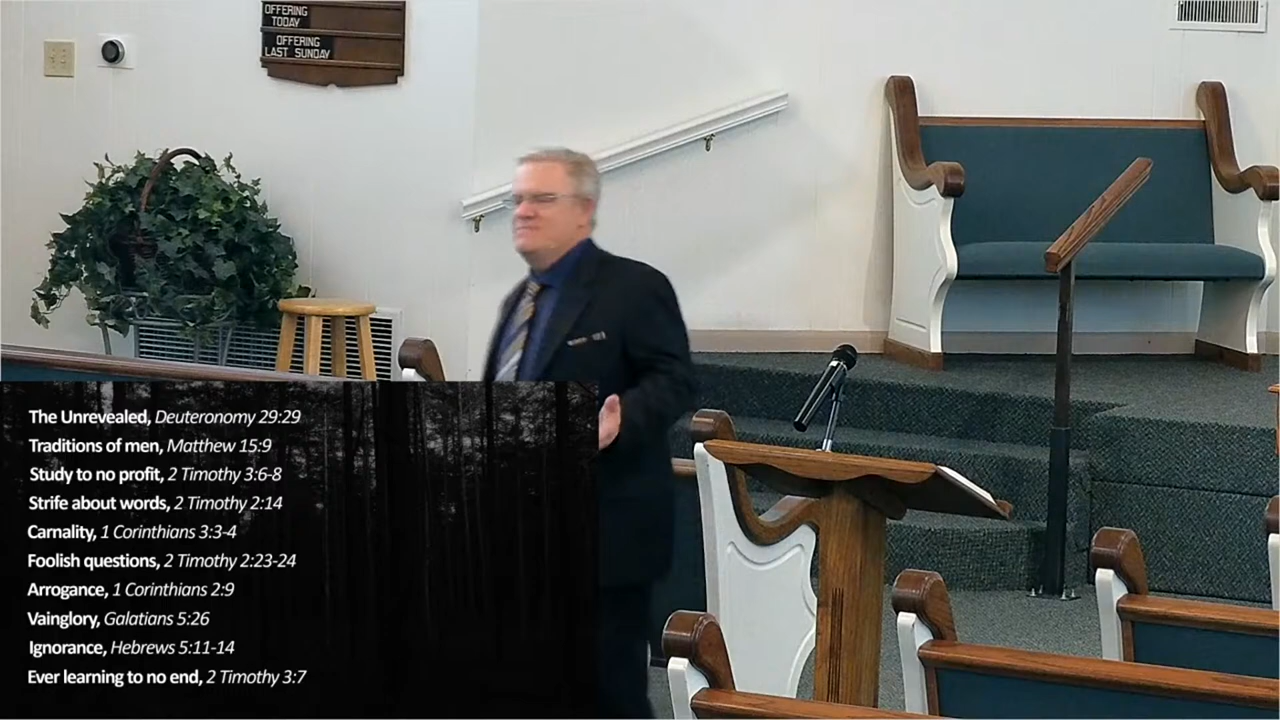 OFFERING
TODAY
OFFERING
LAST SUNDAY
The Unrevealed, Deuteronomy 29:29
Traditions of men, Matthew 15:9
Study to no profit, 2 Timothy 3:6-8
Strife about words, 2 Timothy 2:14
Carnality, 1 Corinthians 3:3-4
Foolish questions, 2 Timothy 2:23-24
Arrogance, 1 Corinthians 2:9
Vainglory, Galatians 5:26
Ignorance, Hebrews 5:11-14
Ever learning to no end, 2 Timothy 3:7